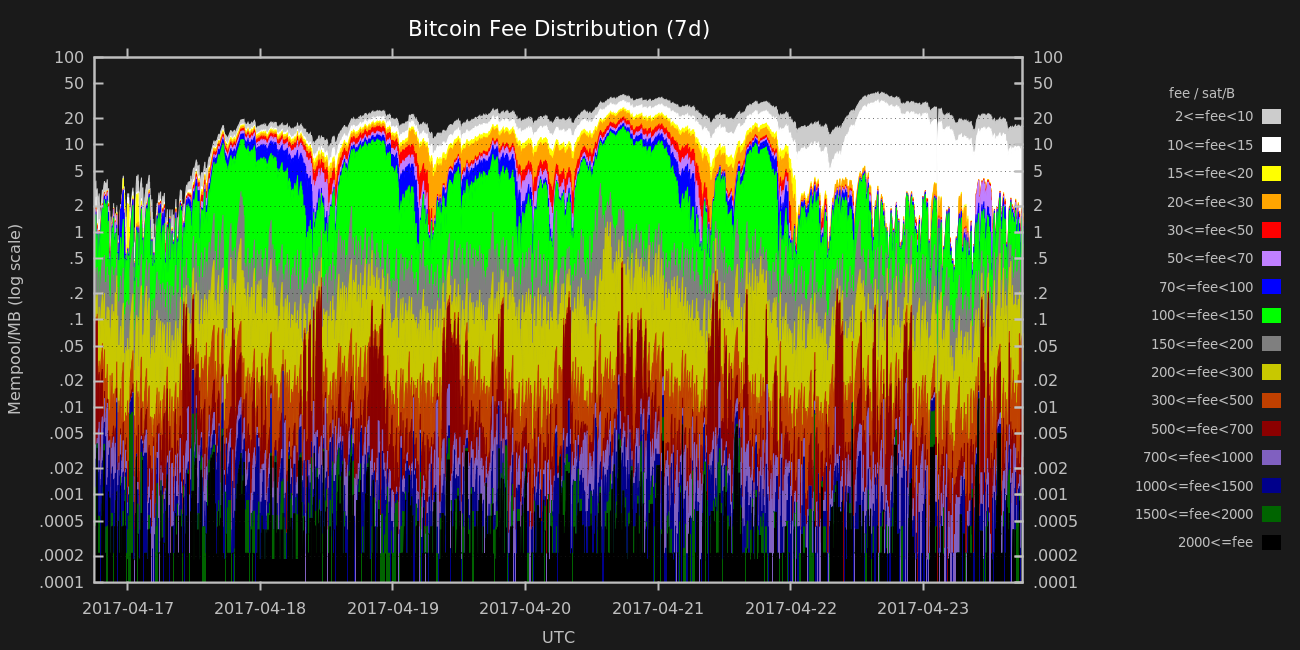 Bitcoin Fee Distribution (7d)
100 100
50 50
20 20
10 10
5 5
2 2
1 1
.5 .5
.2 .2
.1 .1
.05 .05
.02 .02
.01 .01
.005 .005
.002 .002
.001 .001
.0005 .0005
.0002 .0002
.0001 .0001
Mempool/MB (log scale)
2017-04-17 2017-04-18 2017-04-19 2017-04-20 2017-04-21 2017-04-22 2017-04-23
UTC
fee / sat/B
2<=fee<10
10<=fee<15
15<=fee<20
20<=fee<30
30<=fee<50
50<=fee<70
70<=fee<100
100<=fee<150
150<=fee<200
200<=fee<300
300<=fee<500
500<=fee<700
700<=fee<1000
1000<=fee<1500
1500<=fee<2000
2000<=fee